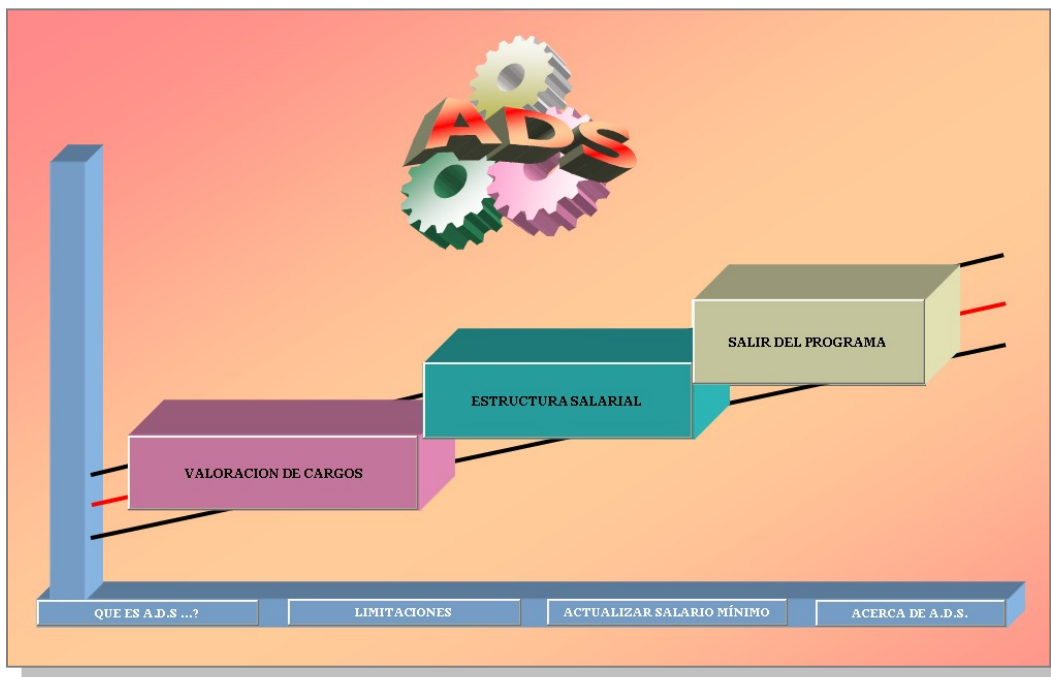 ADS
SALIR DEL PROGRAMA
ESTRUCTURA SALARIAL
VALORACION DE CARGOS
QUE ES A.D.S ...?
LIMITACIONES
ACTUALIZAR SALARIO MÍNIMO
ACERCA DE A.D.S.